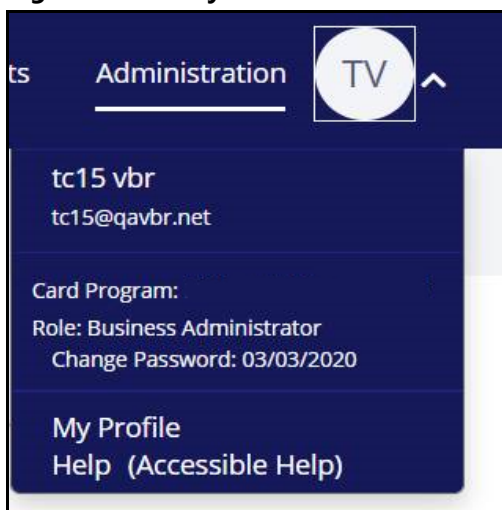 ts Administration TV
tc15 vbr
tc15@qavbr.net
Card Program:
Role: Business Administrator
Change Password: 03/03/2020
My Profile
Help (Accessible Help)